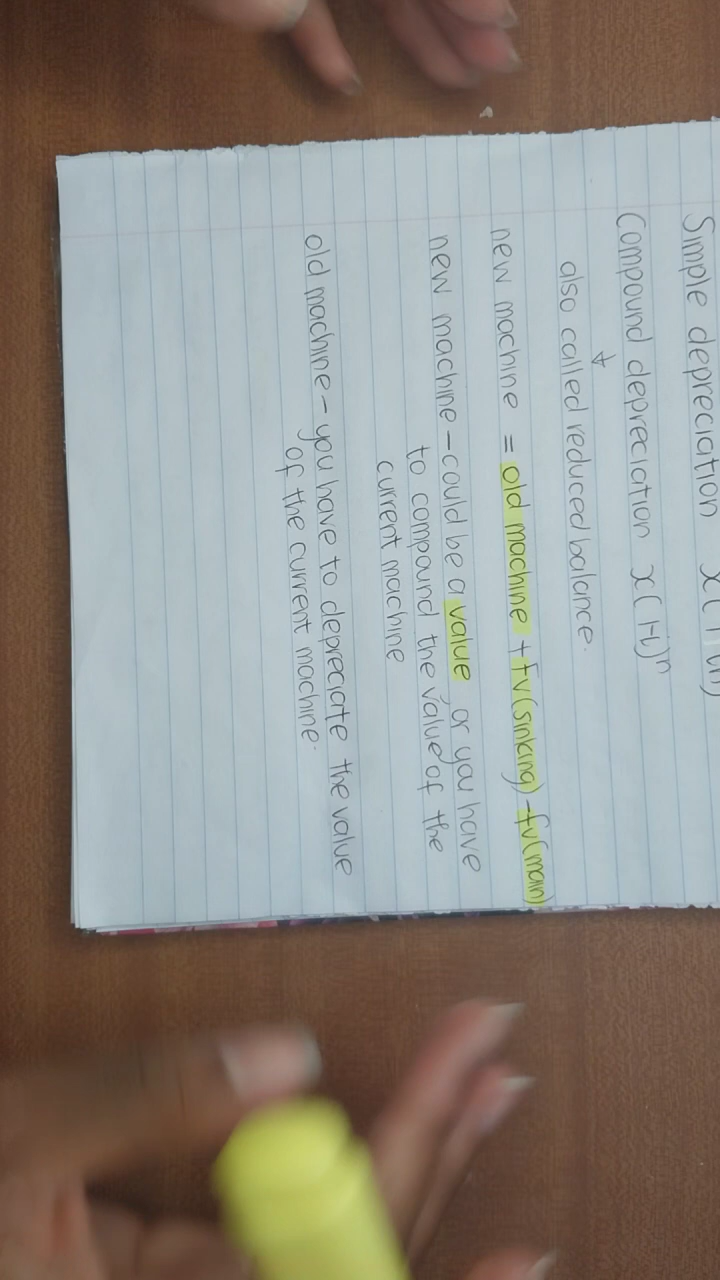 Simple depreciation x(
Compound depreciation x(1-i)ⁿ
↓
also called reduced balance.
new machine = old machine + fv(sinking) - fv(main)
new machine - could be a value, or you have
to compound the value of the
current machine
old machine - you have to depreciate the value
of the current machine.